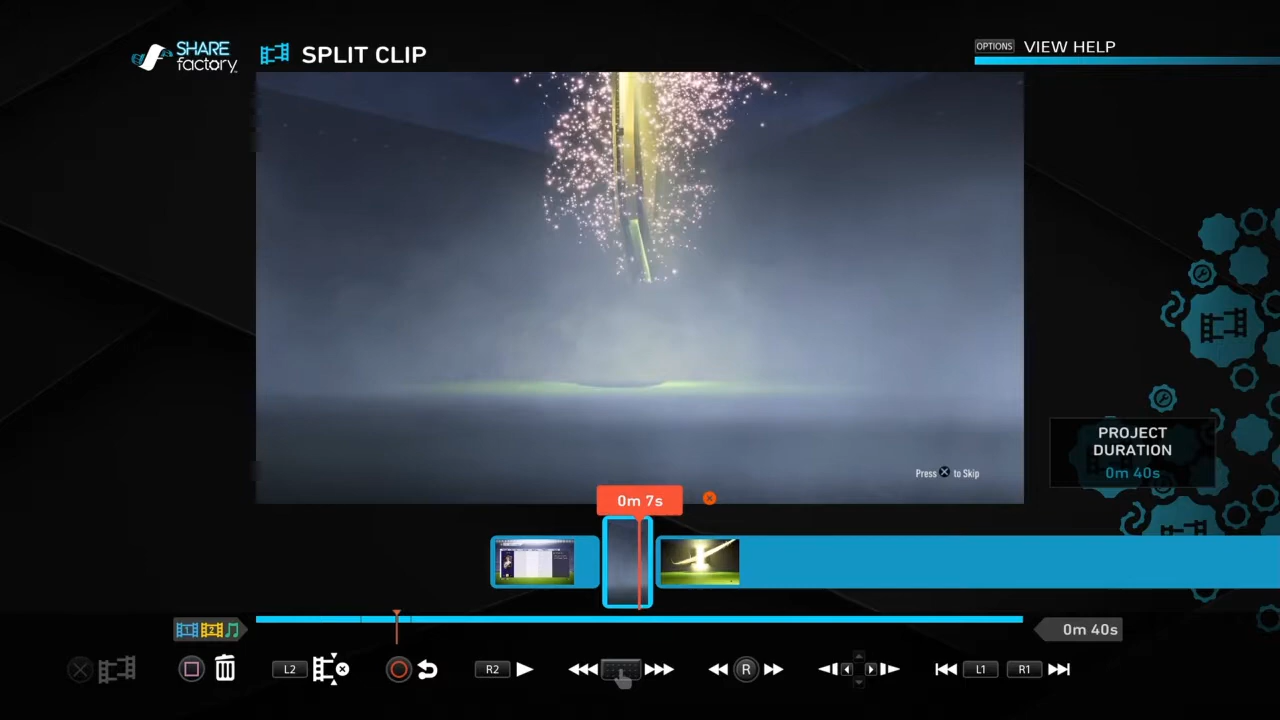 SHARE
factory™
SPLIT CLIP
OPTIONS VIEW HELP
Press X to Skip
PROJECT
DURATION
0m 40s
0m 7s
0m 40s
L2
R2
R
L1
R1